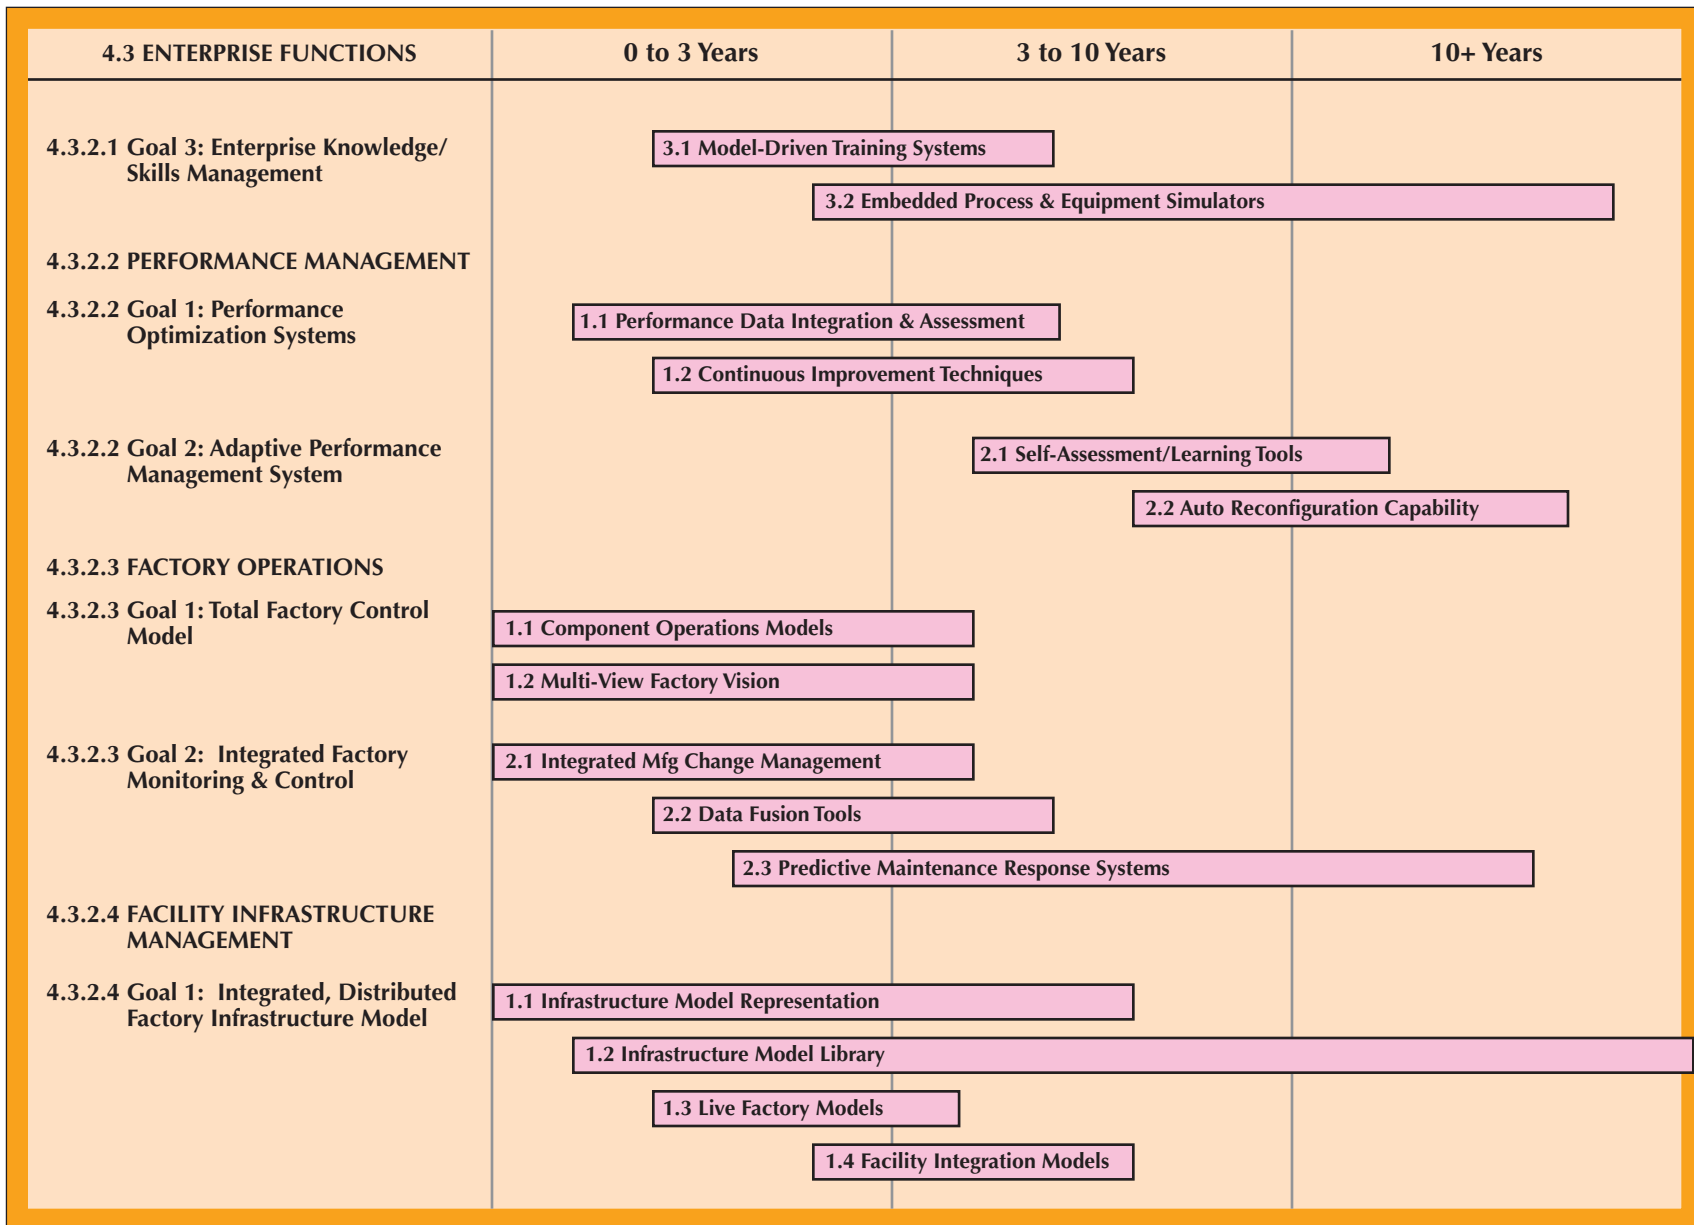 4.3 ENTERPRISE FUNCTIONS
0 to 3 Years
3 to 10 Years
10+ Years
4.3.2.1 Goal 3: Enterprise Knowledge/
Skills Management
3.1 Model-Driven Training Systems
3.2 Embedded Process & Equipment Simulators
4.3.2.2 PERFORMANCE MANAGEMENT
4.3.2.2 Goal 1: Performance
Optimization Systems
1.1 Performance Data Integration & Assessment
1.2 Continuous Improvement Techniques
4.3.2.2 Goal 2: Adaptive Performance
Management System
2.1 Self-Assessment/Learning Tools
2.2 Auto Reconfiguration Capability
4.3.2.3 FACTORY OPERATIONS
4.3.2.3 Goal 1: Total Factory Control
Model
1.1 Component Operations Models
1.2 Multi-View Factory Vision
4.3.2.3 Goal 2: Integrated Factory
Monitoring & Control
2.1 Integrated Mfg Change Management
2.2 Data Fusion Tools
2.3 Predictive Maintenance Response Systems
4.3.2.4 FACILITY INFRASTRUCTURE
MANAGEMENT
4.3.2.4 Goal 1: Integrated, Distributed
Factory Infrastructure Model
1.1 Infrastructure Model Representation
1.2 Infrastructure Model Library
1.3 Live Factory Models
1.4 Facility Integration Models